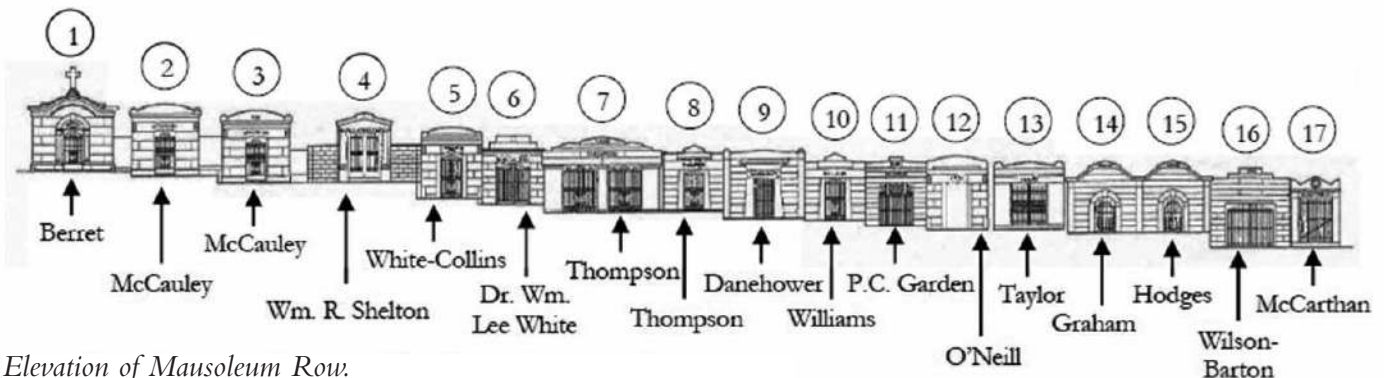 1 2 3 4 5 6 7 8 9 10 11 12 13 14 15 16 17
Berret
McCauley
McCauley
Wm. R. Shelton
White-Collins
Dr. Wm.
Lee White
Thompson
Thompson
Danehower
Williams
P.C. Garden
O'Neill
Taylor
Graham
Hodges
Wilson-
Barton
McCarthan
Elevation of Mausoleum Row.